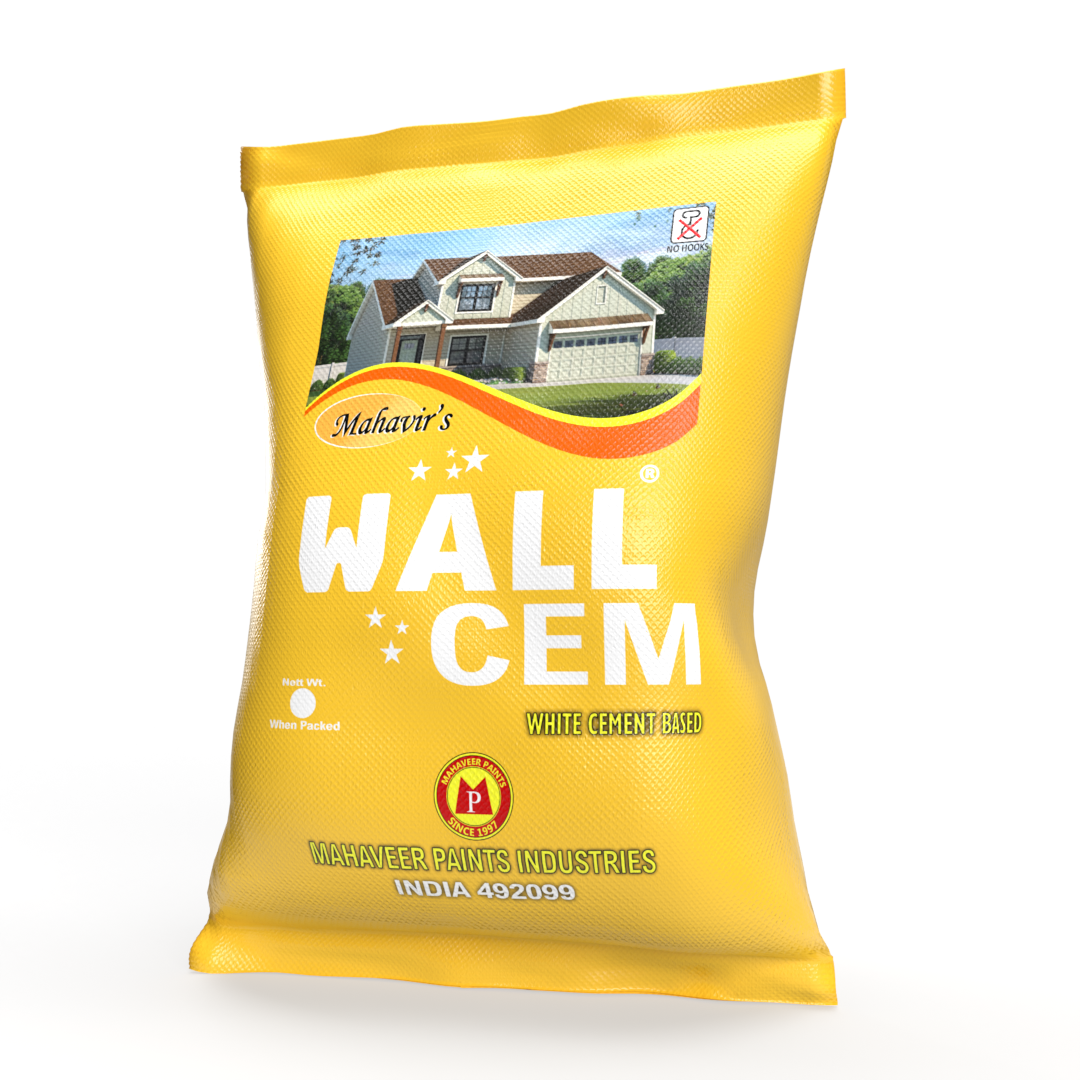 NO HOOKS
Mahavir's
®
WALL
CEM
Nett Wt.
When Packed
WHITE CEMENT BASED
MAHAVEER PAINTS
P
SINCE 1997
MAHAVEER PAINTS INDUSTRIES
INDIA 492099